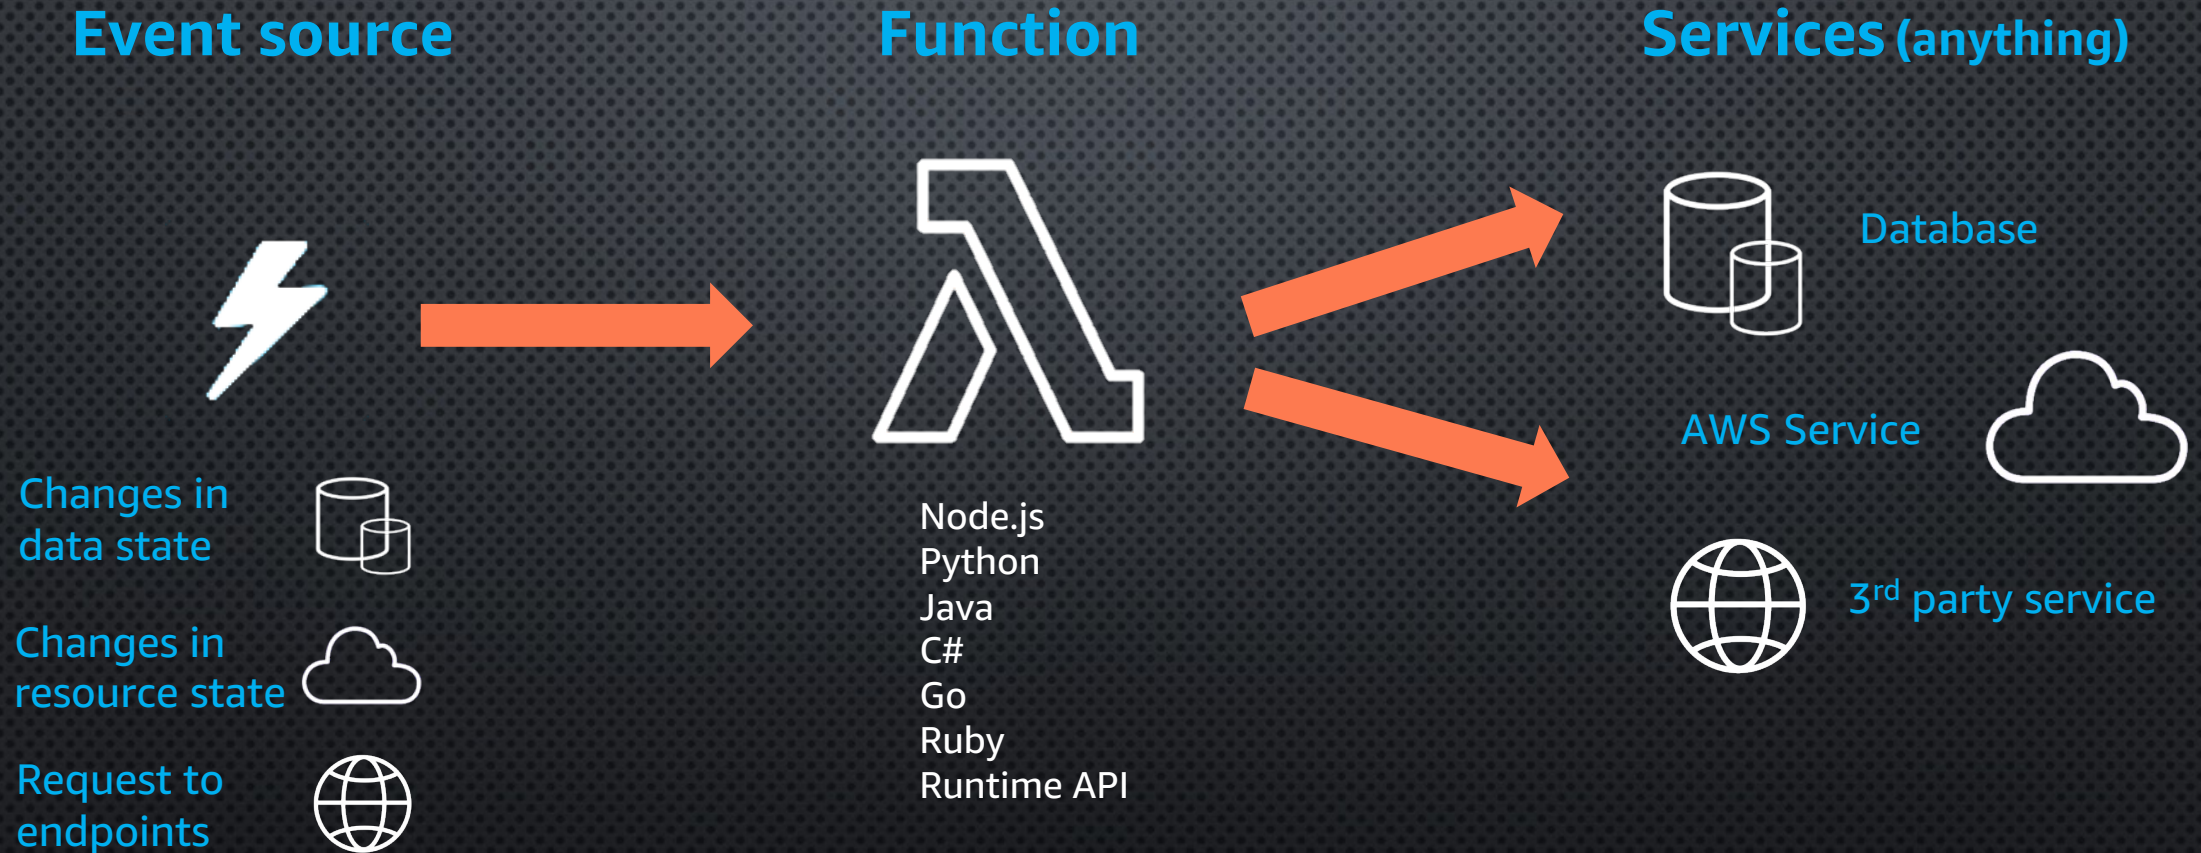 Event source
Function
Services (anything)
Changes in
data state
Changes in
resource state
Request to
endpoints
Node.js
Python
Java
C#
Go
Ruby
Runtime API
Database
AWS Service
3rd party service